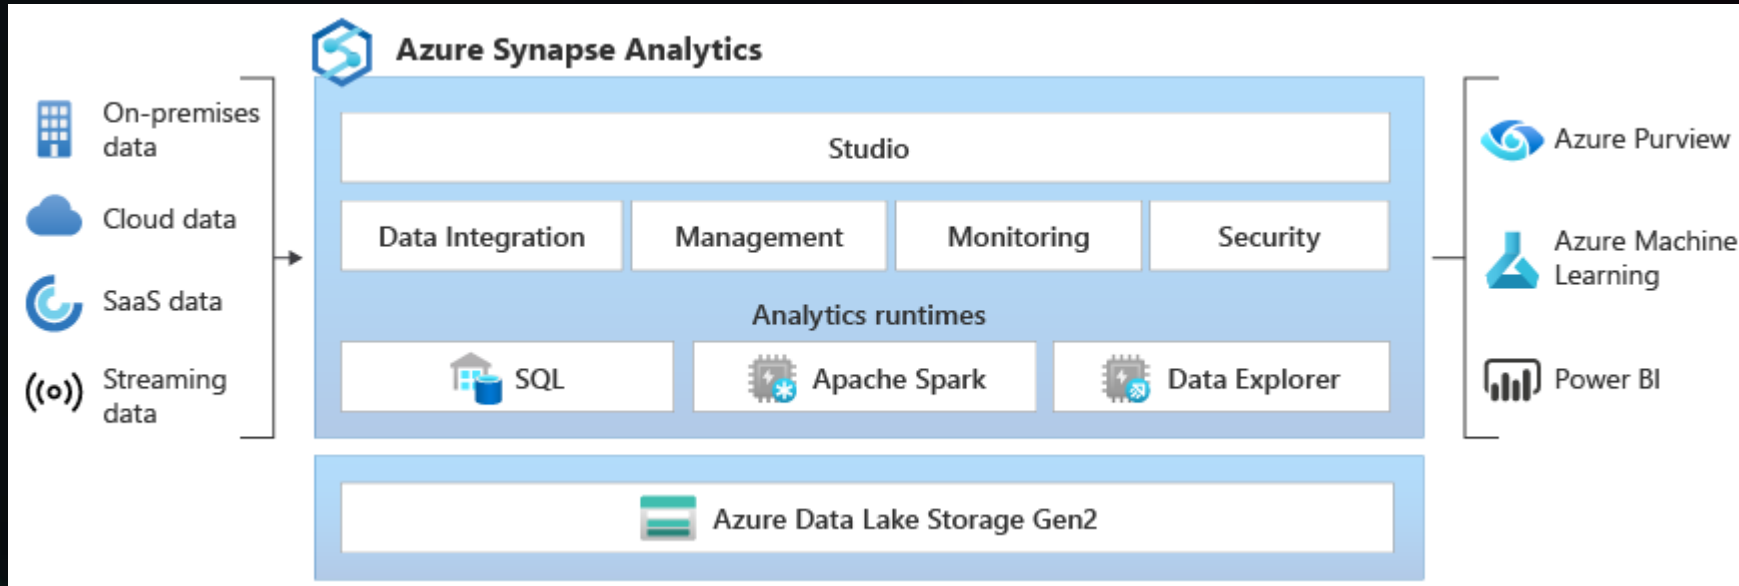 Azure Synapse Analytics
On-premises
data
Cloud data
SaaS data
Streaming
data
Studio
Data Integration
Management
Monitoring
Security
Analytics runtimes
SQL
Apache Spark
Data Explorer
Azure Data Lake Storage Gen2
Azure Purview
Azure Machine
Learning
Power BI